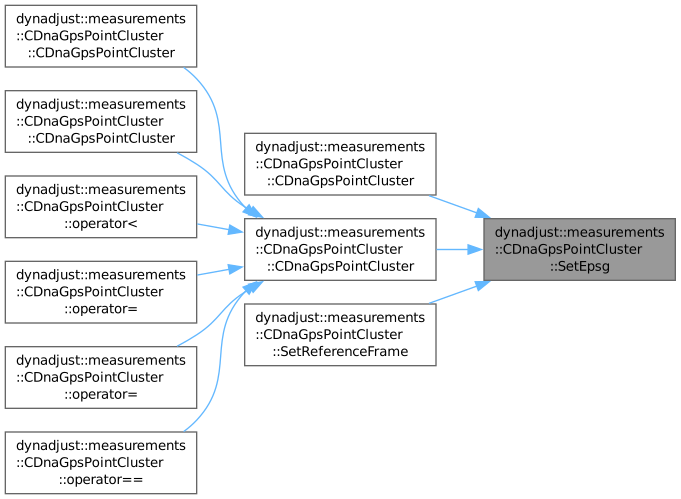 dynadjust::measurements
::CDnaGpsPointCluster
::CDnaGpsPointCluster
dynadjust::measurements
::CDnaGpsPointCluster
::CDnaGpsPointCluster
dynadjust::measurements
::CDnaGpsPointCluster
::operator<
dynadjust::measurements
::CDnaGpsPointCluster
::operator=
dynadjust::measurements
::CDnaGpsPointCluster
::operator=
dynadjust::measurements
::CDnaGpsPointCluster
::operator==
dynadjust::measurements
::CDnaGpsPointCluster
::CDnaGpsPointCluster
dynadjust::measurements
::CDnaGpsPointCluster
::CDnaGpsPointCluster
dynadjust::measurements
::CDnaGpsPointCluster
::SetReferenceFrame
dynadjust::measurements
::CDnaGpsPointCluster
::SetEpsg